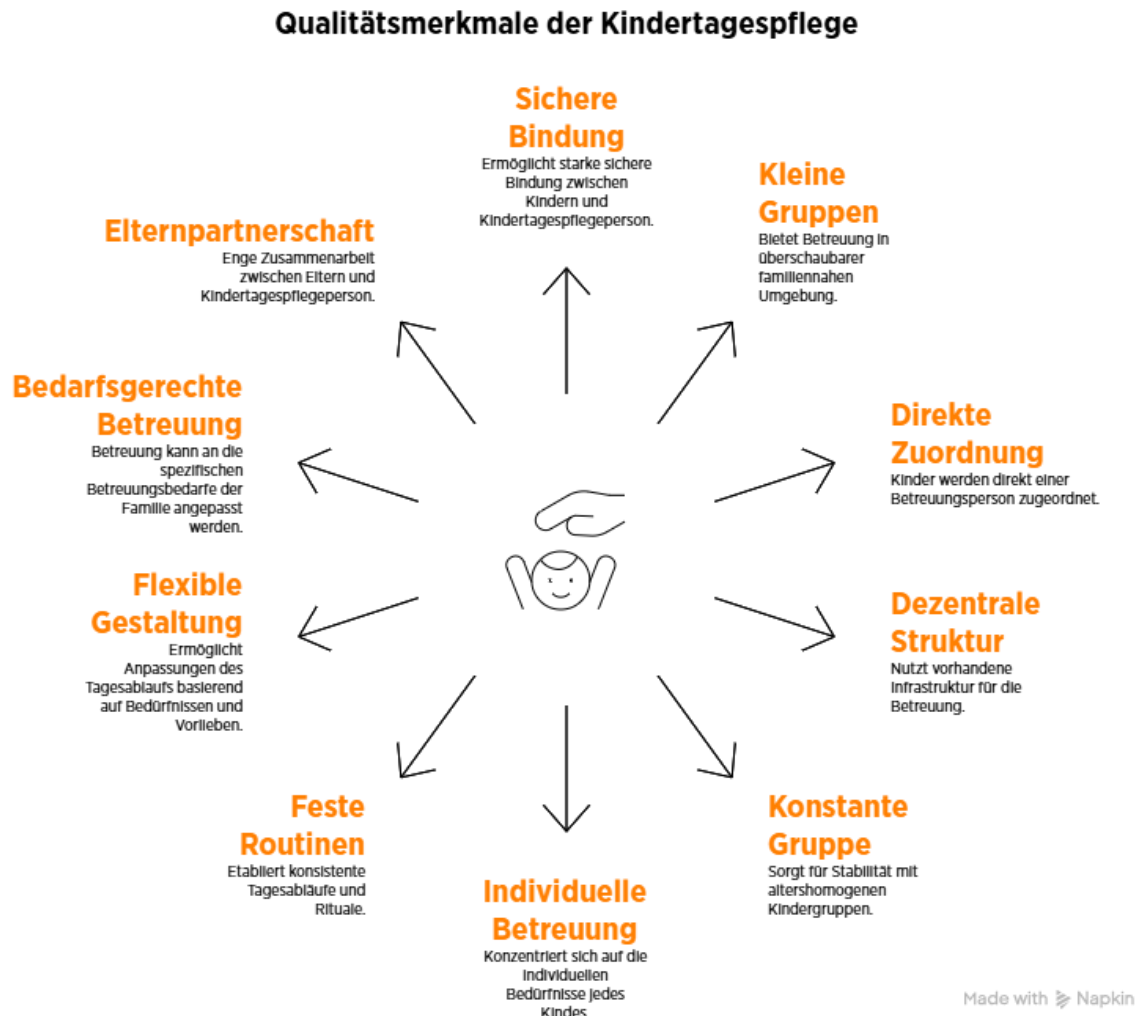 Qualitätsmerkmale der Kindertagespflege
Sichere
Bindung
Ermöglicht starke sichere
Bindung zwischen
Kindern und
Kindertagespflegeperson.
Kleine
Gruppen
Bietet Betreuung in
überschaubarer
familiennahen
Umgebung.
Direkte
Zuordnung
Kinder werden direkt einer
Betreuungsperson zugeordnet.
Dezentrale
Struktur
Nutzt vorhandene
Infrastruktur für die
Betreuung.
Konstante
Gruppe
Sorgt für Stabilität mit
altershomogenen
Kindergruppen.
Individuelle
Betreuung
Konzentriert sich auf die
individuellen
Bedürfnisse jedes
Kindes
Feste
Routinen
Etabliert konsistente
Tagesabläufe und
Rituale.
Flexible
Gestaltung
Ermöglicht
Anpassungen des
Tagesablaufs basierend
auf Bedürfnissen und
Vorlieben.
Bedarfsgerechte
Betreuung
Betreuung kann an die
spezifischen
Betreuungsbedarfe der
Familie angepasst
werden.
Elternpartnerschaft
Enge Zusammenarbeit
zwischen Eltern und
Kindertagespflegeperson.
Made with Napkin